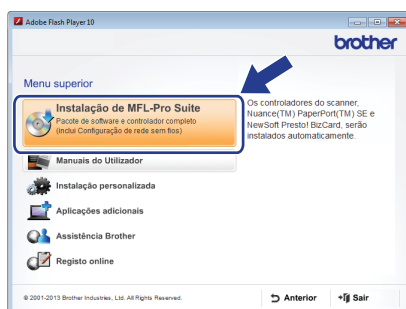 Adobe Flash Player 10
brother
Menu superior
Instalação de MFL-Pro Suite
Pacote de software e controlador completo
(inclui Configuração de rede sem fios)
Os controladores do scanner,
Nuance(TM) PaperPort(TM) SE e
NewSoft Presto! BizCard, serão
instalados automaticamente.
Manuais do Utilizador
Instalação personalizada
Aplicações adicionais
Assistência Brother
Registo online
© 2001-2013 Brother Industries, Ltd. All Rights Reserved.
Anterior
Sair